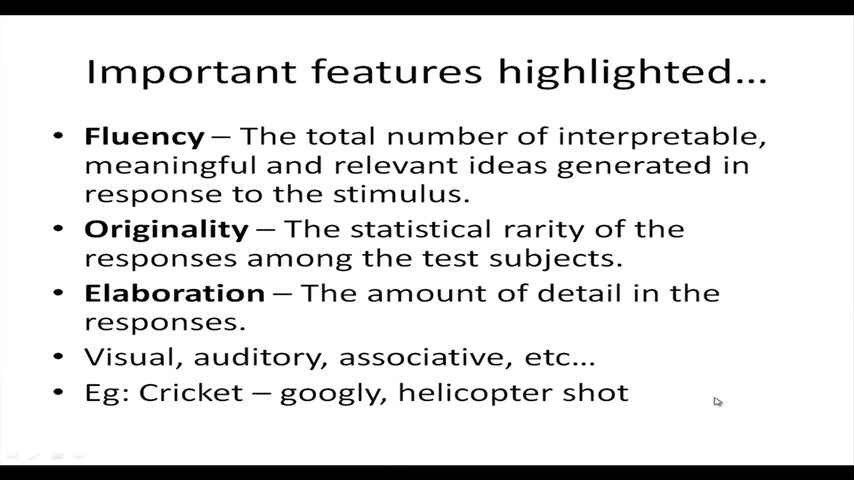 Important features highlighted...
• Fluency – The total number of interpretable,
meaningful and relevant ideas generated in
response to the stimulus.
• Originality – The statistical rarity of the
responses among the test subjects.
• Elaboration – The amount of detail in the
responses.
• Visual, auditory, associative, etc...
• Eg: Cricket – googly, helicopter shot